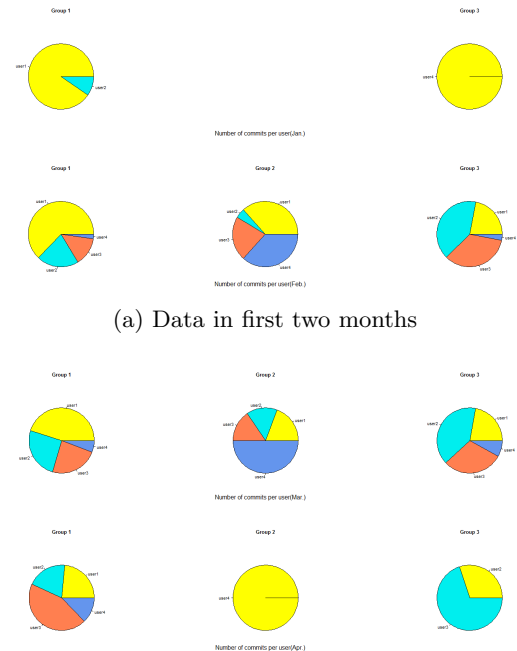 Group 1
Group 3
user1
user2
user4
Number of commits per user(Jan.)
Group 1
Group 2
Group 3
user1
user2
user3
user4
user1
user2
user3
user4
user1
user2
user3
user4
Number of commits per user(Feb.)
(a) Data in first two months
Group 1
Group 2
Group 3
user1
user2
user3
user4
user1
user2
user3
user4
user1
user2
user3
user4
Number of commits per user(Mar.)
Group 1
Group 2
Group 3
user1
user2
user3
user4
user4
user2
user3
Number of commits per user(Apr.)